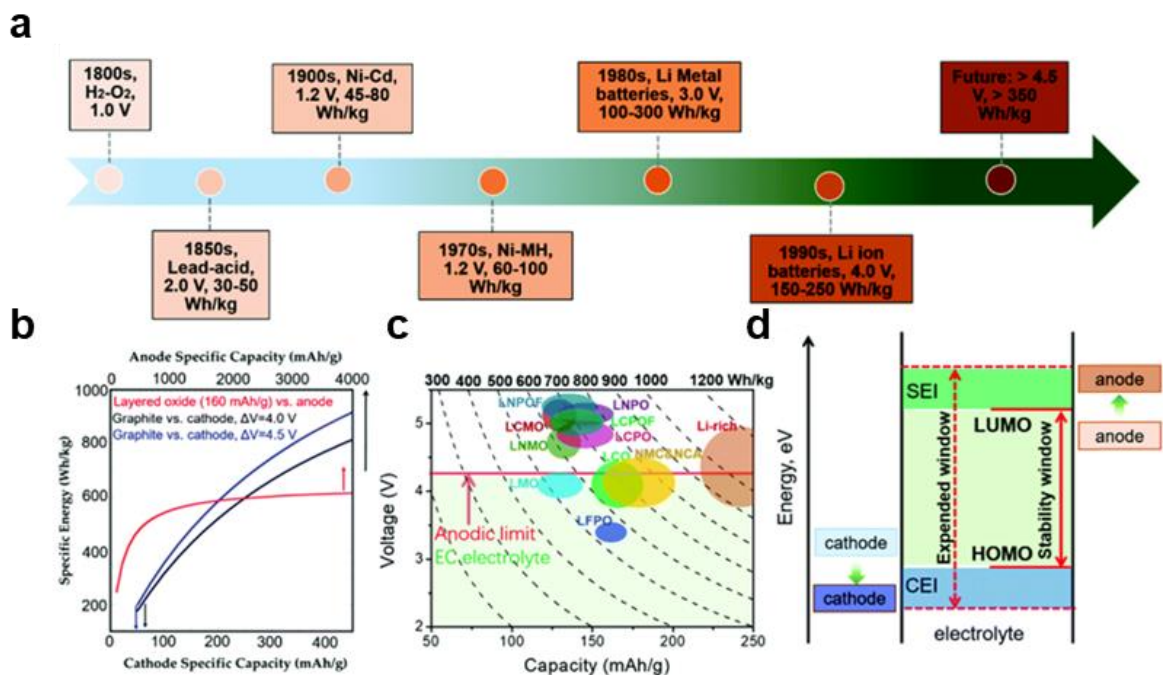 a
1800s,
H₂-O₂,
1.0 V
1900s, Ni-Cd,
1.2 V, 45-80
Wh/kg
1980s, Li Metal
batteries, 3.0 V,
100-300 Wh/kg
Future: > 4.5
V, > 350
Wh/kg
1850s,
Lead-acid,
2.0 V, 30-50
Wh/kg
1970s, Ni-MH,
1.2 V, 60-100
Wh/kg
1990s, Li ion
batteries, 4.0 V,
150-250 Wh/kg
b
Anode Specific Capacity (mAh/g)
0 1000 2000 3000 4000
Specific Energy (Wh/kg)
1000
800
600
400
200
Layered oxide (160 mAh/g) vs. anode
Graphite vs. cathode, ΔV=4.0 V
Graphite vs. cathode, ΔV=4.5 V
0 100 200 300 400
Cathode Specific Capacity (mAh/g)
c
300 400 500 600 700 800 900 1000 1200 Wh/kg
Voltage (V)
5
4
3
2
LNPOF
LNPO
LCMO
LCPOF
LCPO
LNMO
Li-rich
LCO
NMC&NCA
LMO
LFPO
Anodic limit
EC electrolyte
50 100 150 200 250
Capacity (mAh/g)
d
Energy, eV
SEI
LUMO
Expended window
Stability window
HOMO
CEI
electrolyte
anode
anode
cathode
cathode